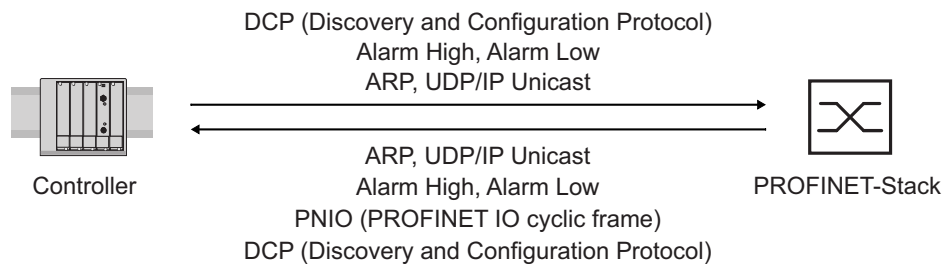 DCP (Discovery and Configuration Protocol)
Alarm High, Alarm Low
ARP, UDP/IP Unicast
ARP, UDP/IP Unicast
Alarm High, Alarm Low
PNIO (PROFINET IO cyclic frame)
DCP (Discovery and Configuration Protocol)
Controller
PROFINET-Stack